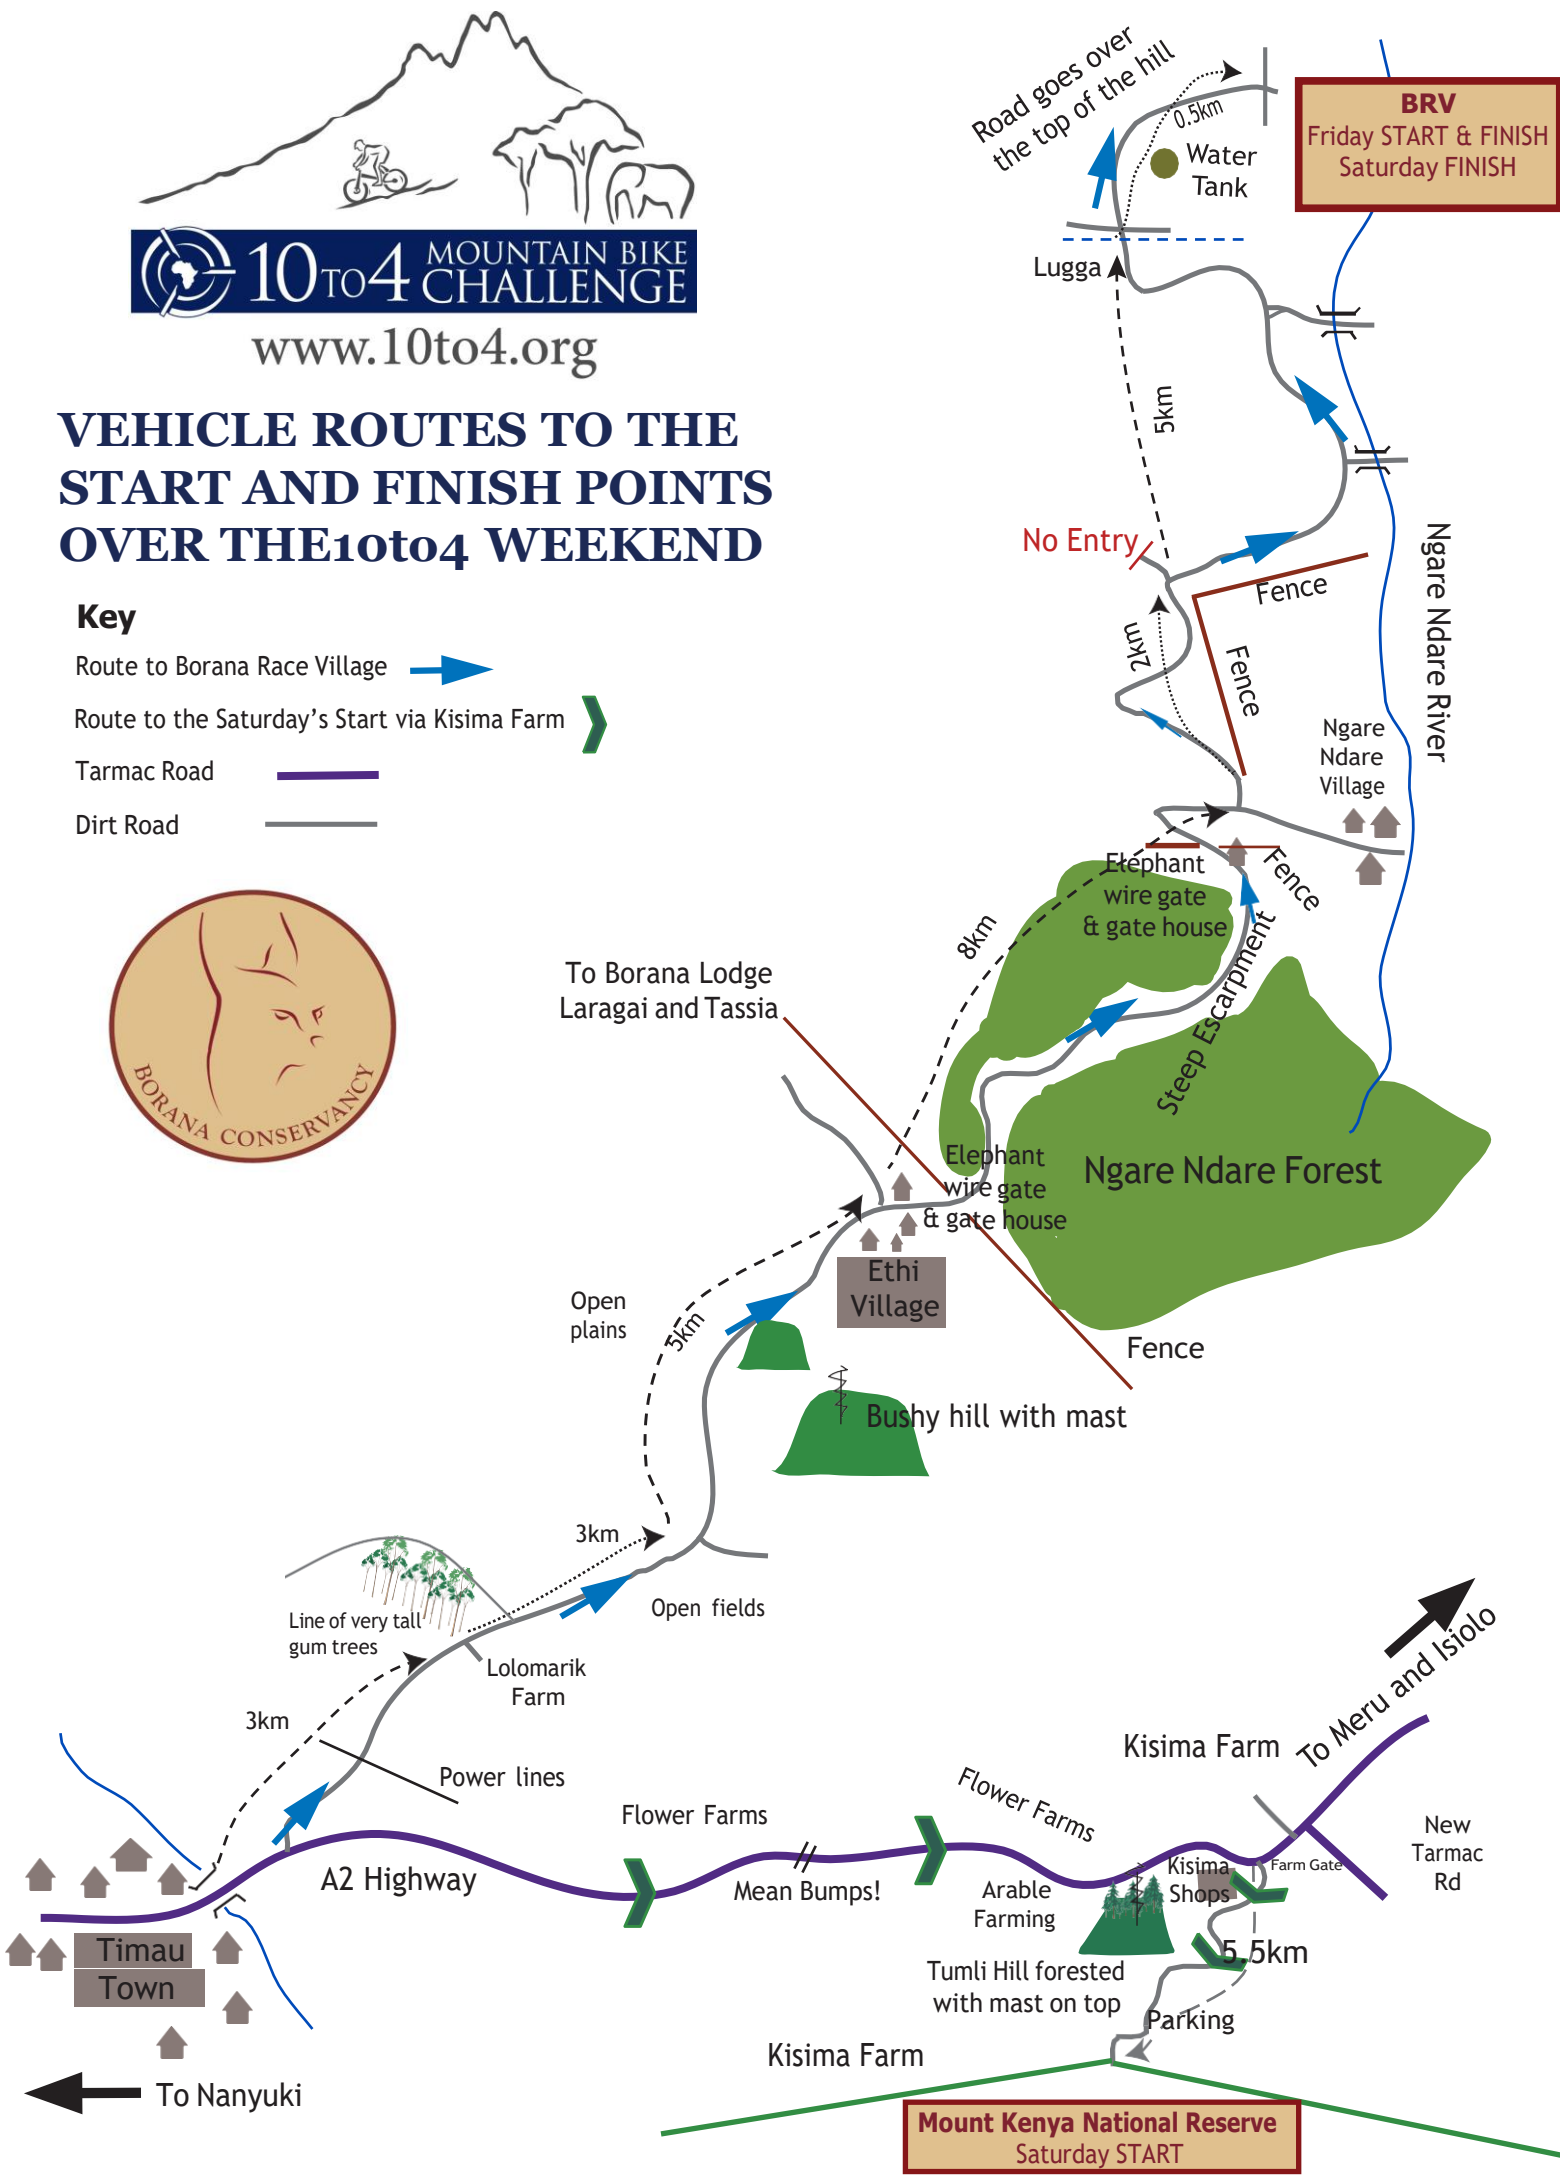 10TO4 MOUNTAIN BIKE
CHALLENGE
www.10to4.org
VEHICLE ROUTES TO THE
START AND FINISH POINTS
OVER THE10to4 WEEKEND
Key
Route to Borana Race Village
Route to the Saturday's Start via Kisima Farm
Tarmac Road
Dirt Road
BORANA CONSERVANCY
Road goes over
the top of the hill
0.5km
Water
Tank
BRV
Friday START & FINISH
Saturday FINISH
Lugga
5km
No Entry
Fence
Fence
2km
Ngare Ndare River
Ngare
Ndare
Village
Elephant
wire gate
& gate house
Fence
8km
Steep Escarpment
To Borana Lodge
Laragai and Tassia
Elephant
wire gate
& gate house
Ngare Ndare Forest
Ethi
Village
Open
plains
5km
Fence
Bushy hill with mast
3km
Open fields
Line of very tall
gum trees
Lolomarik
Farm
3km
Power lines
To Meru and Isiolo
Kisima Farm
Flower Farms
Flower Farms
A2 Highway
Mean Bumps!
Arable
Farming
Kisima
Shops
Farm Gate
New
Tarmac
Rd
Timau
Town
5.5km
Tumli Hill forested
with mast on top
Parking
Kisima Farm
To Nanyuki
Mount Kenya National Reserve
Saturday START